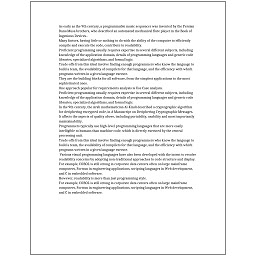 as early as the 9th century, a programmable music sequencer was invented by the Persian
Banu Musa brothers, who described an automated mechanical flute player in the Book of
Ingenious Devices.
Many factors, having little or nothing to do with the ability of the computer to efficiently
compile and execute the code, contribute to readability.
Proficient programming usually requires expertise in several different subjects, including
knowledge of the application domain, details of programming languages and generic code
libraries, specialized algorithms, and formal logic.
Trade-offs from this ideal involve finding enough programmers who know the language to
build a team, the availability of compilers for that language, and the efficiency with which
programs written in a given language execute.
They are the building blocks for all software, from the simplest applications to the most
sophisticated ones.
One approach popular for requirements analysis is Use Case analysis.
Proficient programming usually requires expertise in several different subjects, including
knowledge of the application domain, details of programming languages and generic code
libraries, specialized algorithms, and formal logic.
In the 9th century, the Arab mathematician Al-Kindi described a cryptographic algorithm
for deciphering encrypted code, in A Manuscript on Deciphering Cryptographic Messages.
It affects the aspects of quality above, including portability, usability and most importantly
maintainability.
Programmers typically use high-level programming languages that are more easily
intelligible to humans than machine code, which is directly executed by the central
processing unit.
Trade-offs from this ideal involve finding enough programmers who know the language to
build a team, the availability of compilers for that language, and the efficiency with which
programs written in a given language execute.
Various visual programming languages have also been developed with the intent to resolve
readability concerns by adopting non-traditional approaches to code structure and display.
For example, COBOL is still strong in corporate data centers often on large mainframe
computers, Fortran in engineering applications, scripting languages in Web development,
and C in embedded software.
However, readability is more than just programming style.
For example, COBOL is still strong in corporate data centers often on large mainframe
computers, Fortran in engineering applications, scripting languages in Web development,
and C in embedded software.